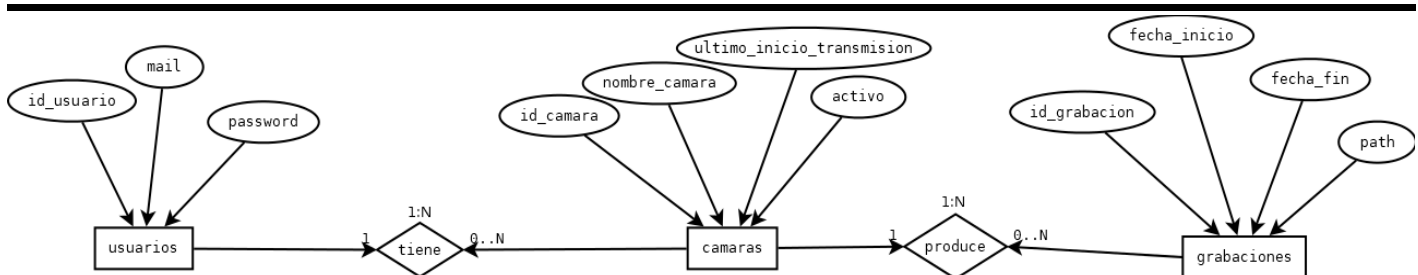 fecha_inicio
ultimo_inicio_transmision
mail
fecha_fin
nombre_camara
activo
id_usuario
id_grabacion
id_camara
password
path
1:N
1:N
1
0..N
1
0..N
usuarios
tiene
camaras
produce
grabaciones